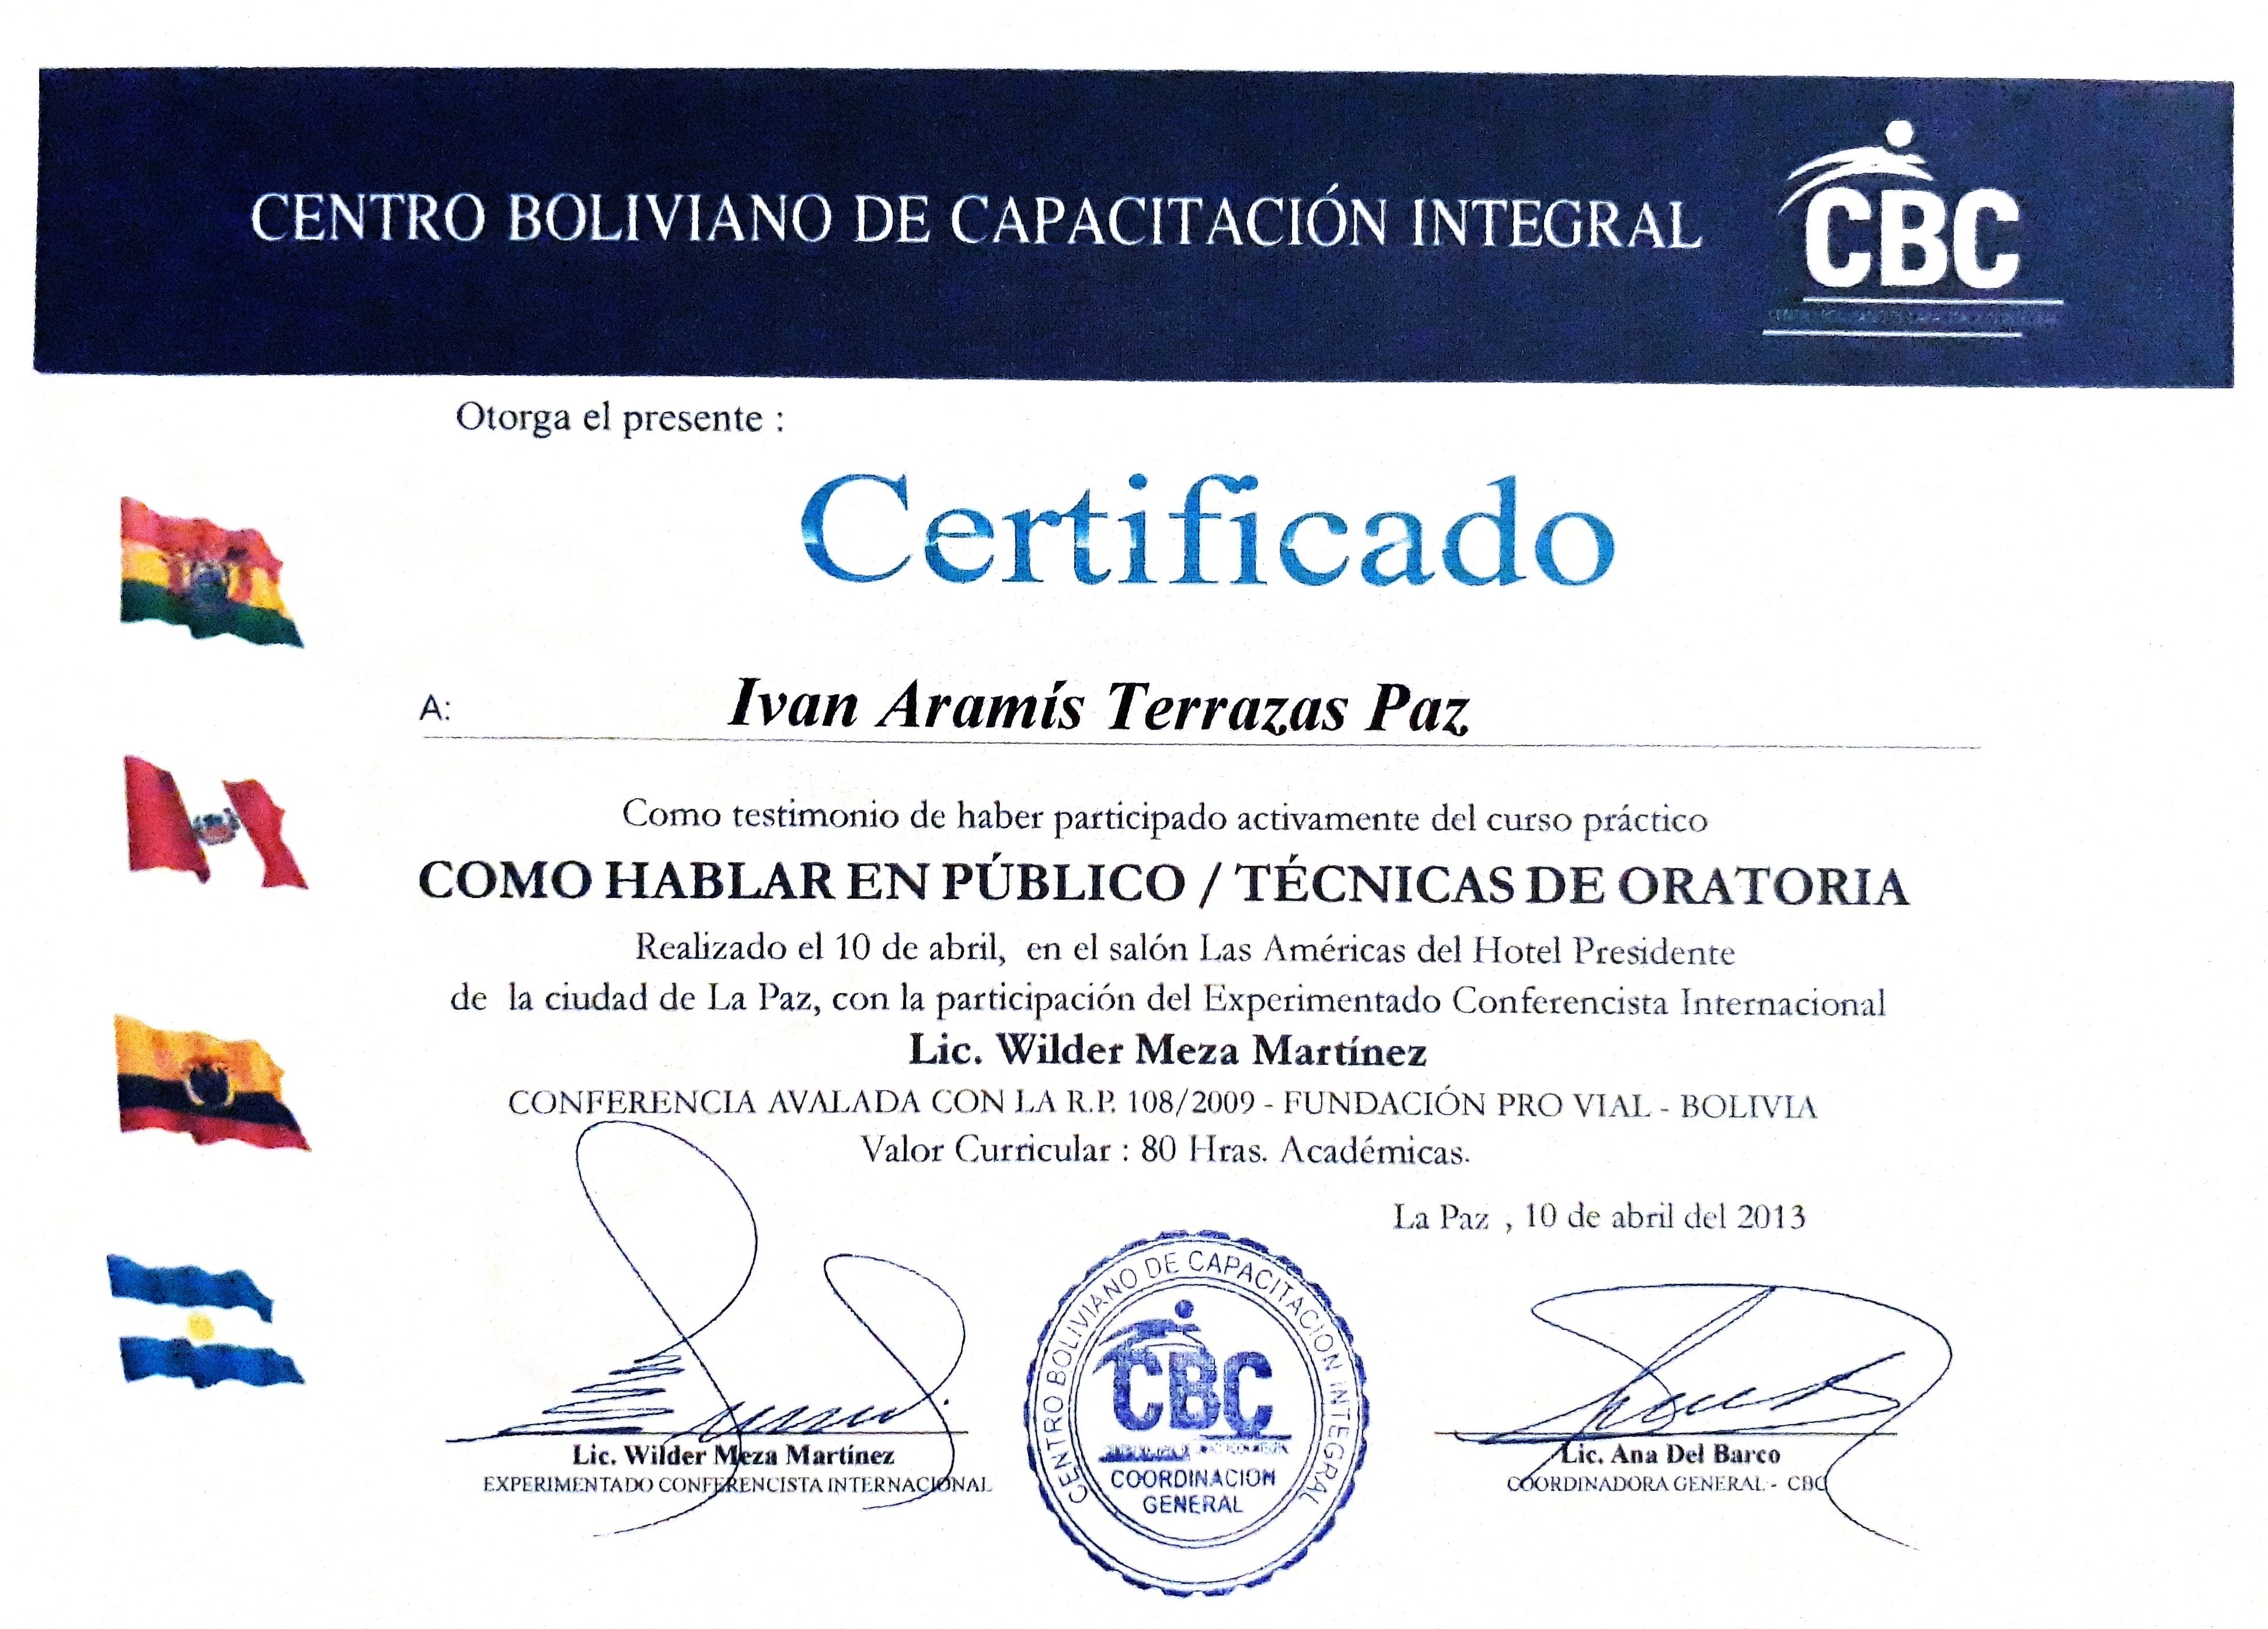 CENTRO BOLIVIANO DE CAPACITACIÓN INTEGRAL
CBC
Otorga el presente :
Certificado
A: Ivan Aramís Terrazas Paz
Como testimonio de haber participado activamente del curso práctico
COMO HABLAR EN PÚBLICO / TÉCNICAS DE ORATORIA
Realizado el 10 de abril, en el salón Las Américas del Hotel Presidente
de la ciudad de La Paz, con la participación del Experimentado Conferencista Internacional
Lic. Wilder Meza Martínez
CONFERENCIA AVALADA CON LA R.P. 108/2009 - FUNDACIÓN PRO VIAL - BOLIVIA
Valor Curricular : 80 Hras. Académicas.
La Paz , 10 de abril del 2013
CENTRO BOLIVIANO DE CAPACITACION INTEGRAL
CBC
COORDINACION
GENERAL
Lic. Wilder Meza Martínez
EXPERIMENTADO CONFERENCISTA INTERNACIONAL
Lic. Ana Del Barco
COORDINADORA GENERAL - CBC